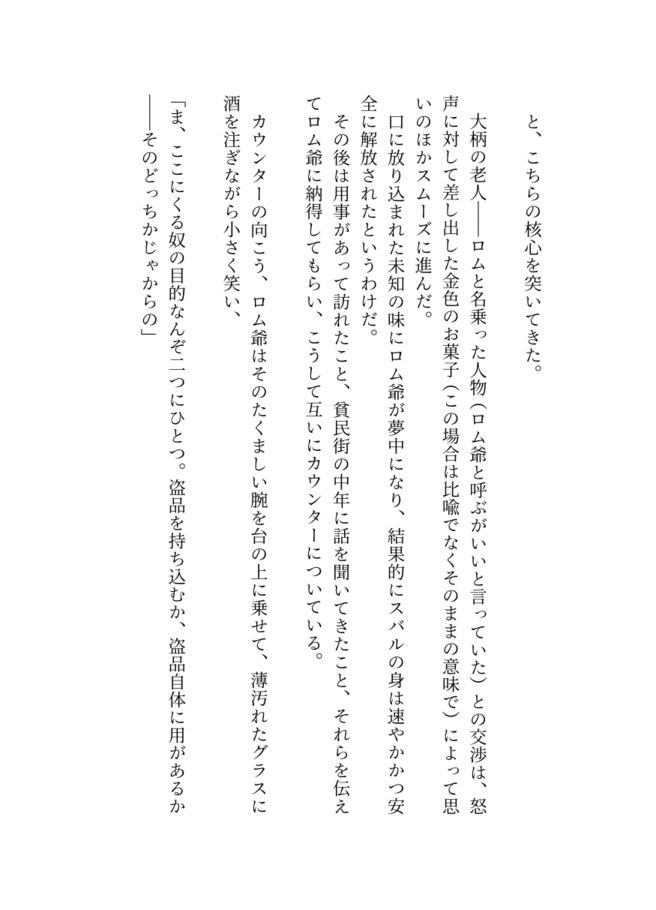 と、こちらの核心を突いてきた。
大柄の老人――ロムと名乗った人物（ロム爺と呼ぶがいいと言っていた）との交渉は、怒
声に対して差し出した金色のお菓子（この場合は比喩でなくそのままの意味で）によって思
いのほかスムーズに進んだ。
口に放り込まれた未知の味にロム爺が夢中になり、結果的にスバルの身は速やかかつ安
全に解放されたというわけだ。
その後は用事があって訪れたこと、貧民街の中年に話を聞いてきたこと、それらを伝え
てロム爺に納得してもらい、こうして互いにカウンターについている。
カウンターの向こう、ロム爺はそのたくましい腕を台の上に乗せて、薄汚れたグラスに
酒を注ぎながら小さく笑い、
「ま、ここにくる奴の目的なんぞ二つにひとつ。盗品を持ち込むか、盗品自体に用があるか
――そのどっちかじゃからの」